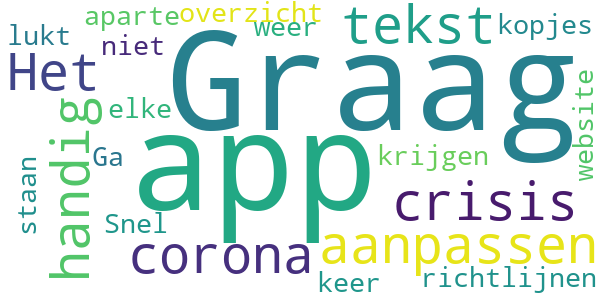 aparte
overzicht
lukt
niet
weer
tekst
kopjes
Het
Graag
elke
handig
Ga
app
krijgen
website
staan
Snel
crisis
corona
aanpassen
keer
richtlijnen